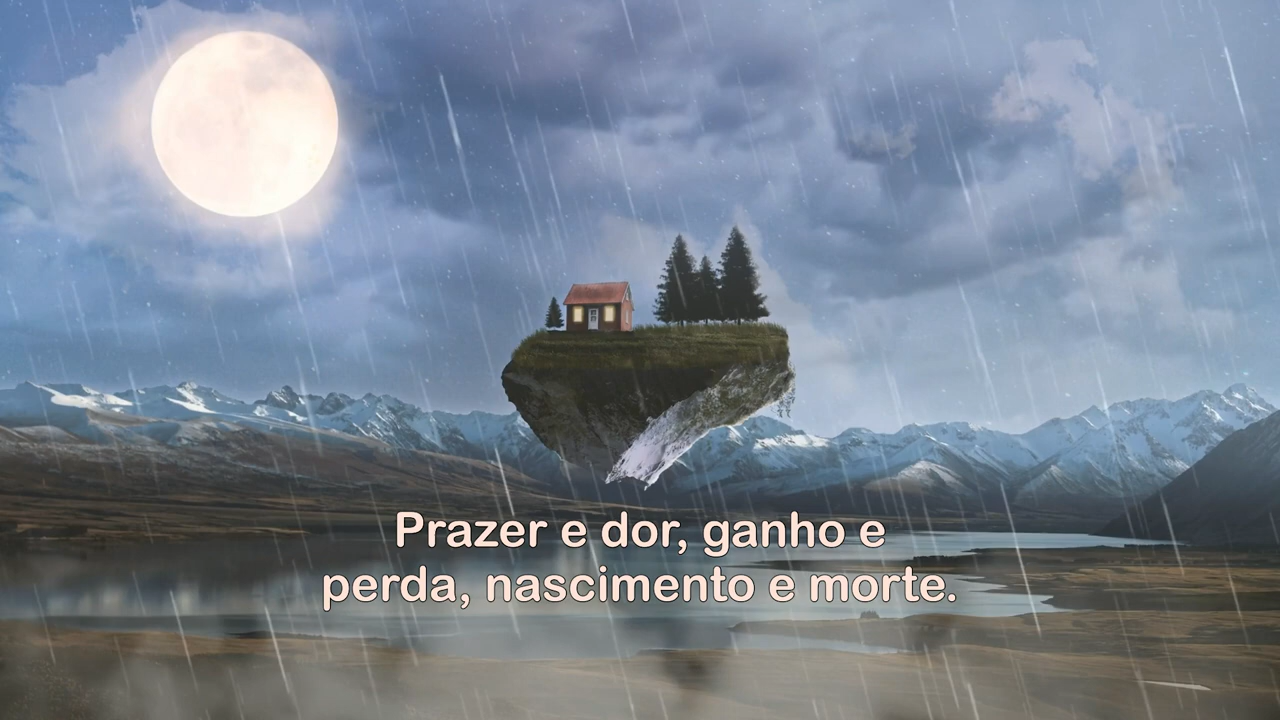 Prazer e dor, ganho e
perda, nascimento e morte.